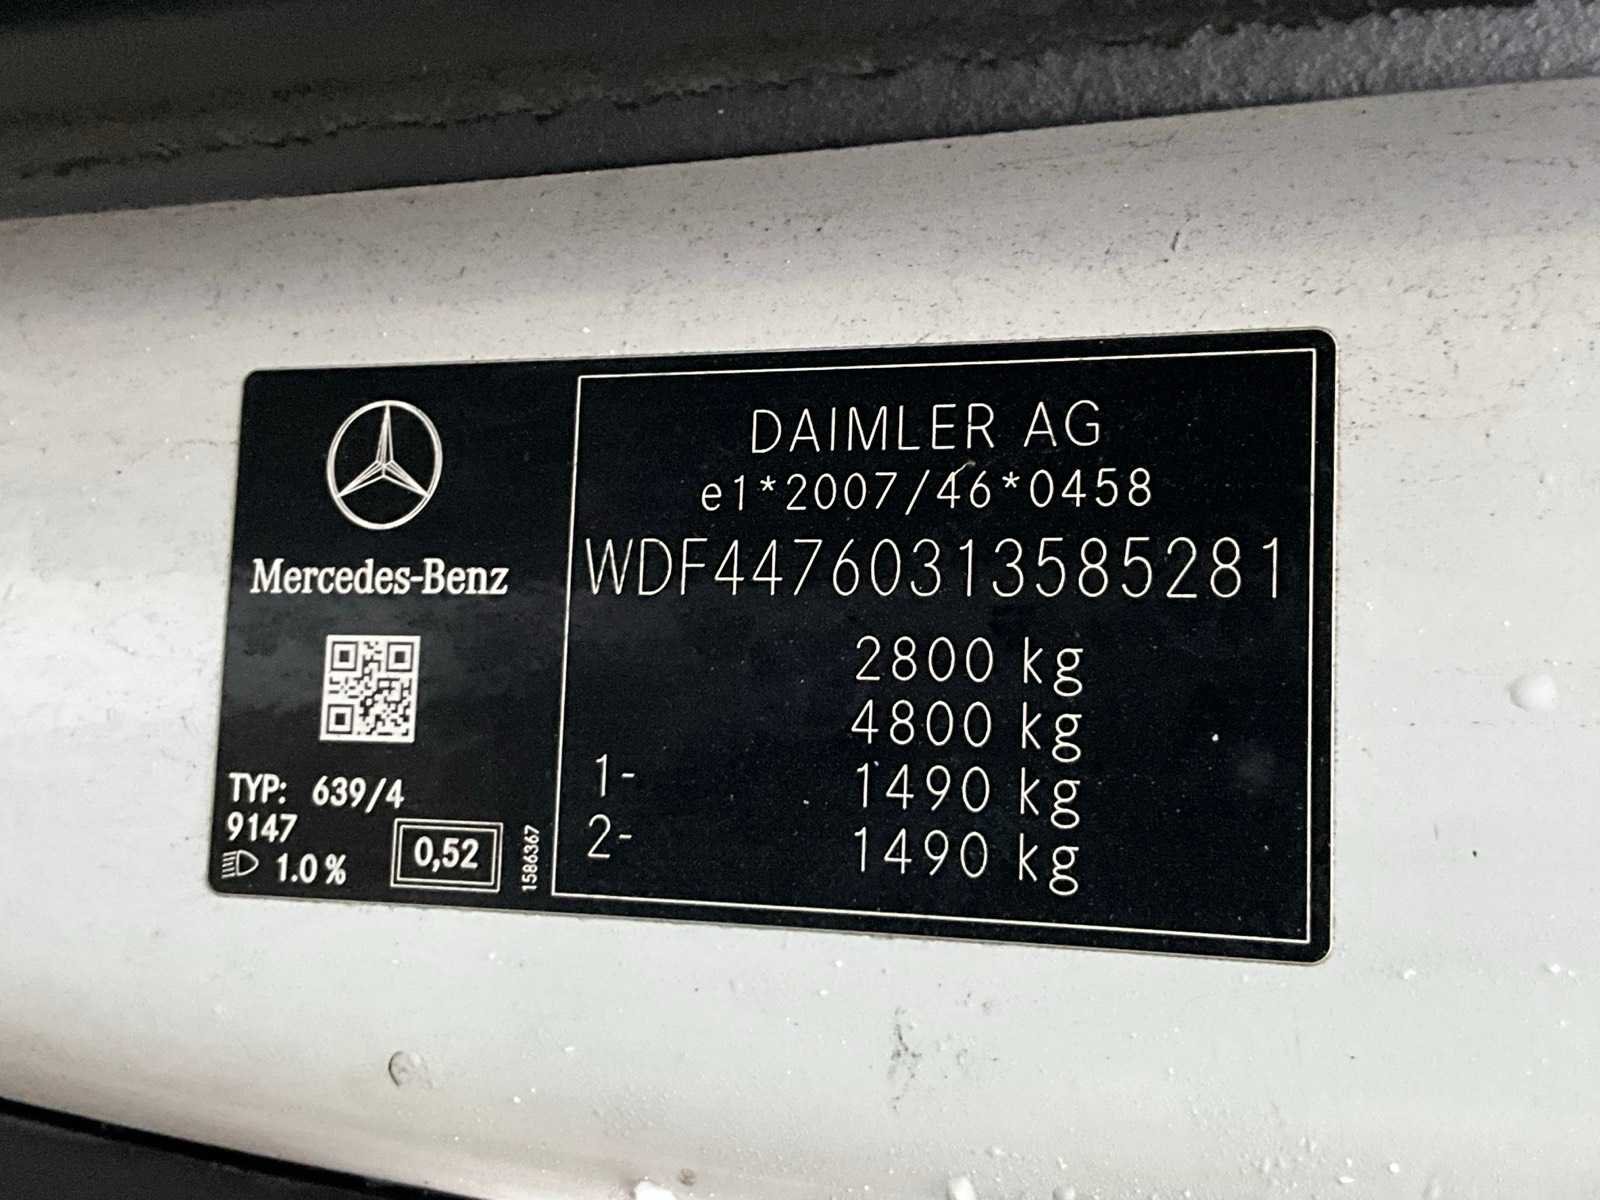 Mercedes-Benz
TYP: 639/4
9147
1.0 %
0,52
1586367
DAIMLER AG
e1*2007/46*0458
WDF44760313585281
2800 kg
4800 kg
1- 1490 kg
2- 1490 kg